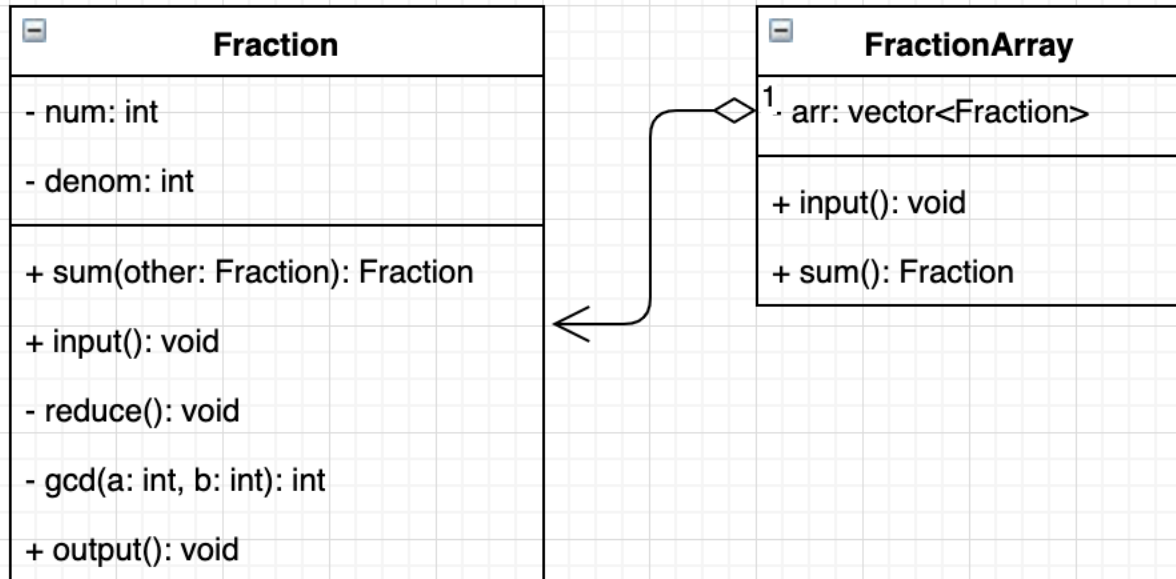 Fraction
- num: int
- denom: int
+ sum(other: Fraction): Fraction
+ input(): void
- reduce(): void
- gcd(a: int, b: int): int
+ output(): void
FractionArray
1
- arr: vector<Fraction>
+ input(): void
+ sum(): Fraction